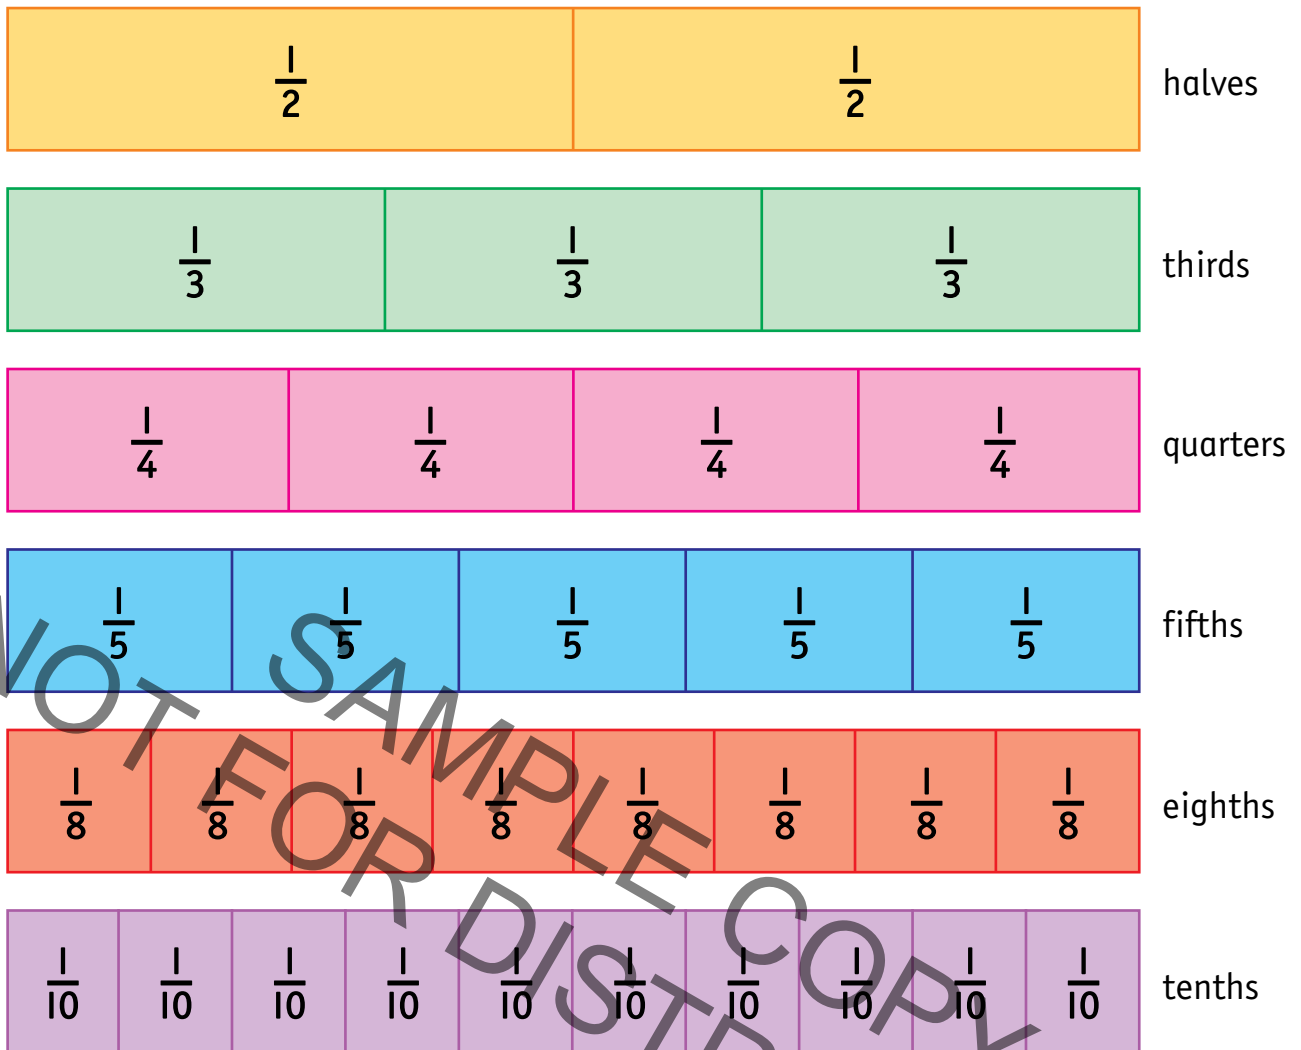 1/2 1/2 halves
1/3 1/3 1/3 thirds
1/4 1/4 1/4 1/4 quarters
1/5 1/5 1/5 1/5 1/5 fifths
1/8 1/8 1/8 1/8 1/8 1/8 1/8 1/8 eighths
1/10 1/10 1/10 1/10 1/10 1/10 1/10 1/10 1/10 1/10 tenths
SAMPLE COPY
NOT FOR